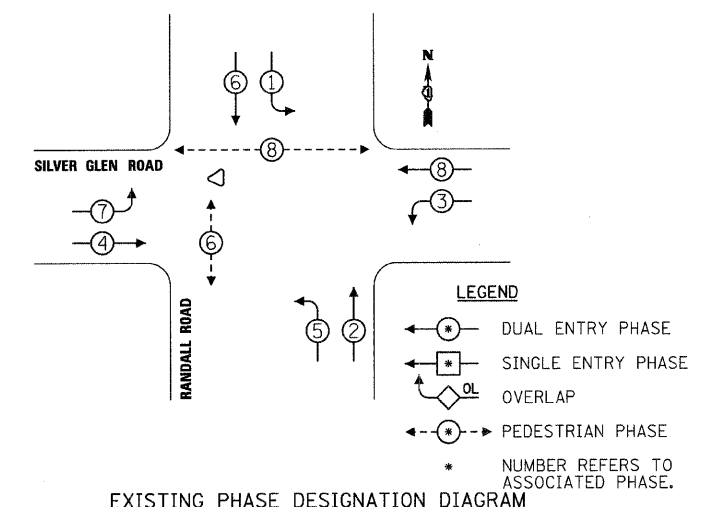 6 1
N
8
SILVER GLEN ROAD
8
7
3
4
6
LEGEND
RANDALL ROAD
5 2
* DUAL ENTRY PHASE
* SINGLE ENTRY PHASE
OL OVERLAP
* PEDESTRIAN PHASE
* NUMBER REFERS TO
ASSOCIATED PHASE.
EXISTING PHASE DESIGNATION DIAGRAM